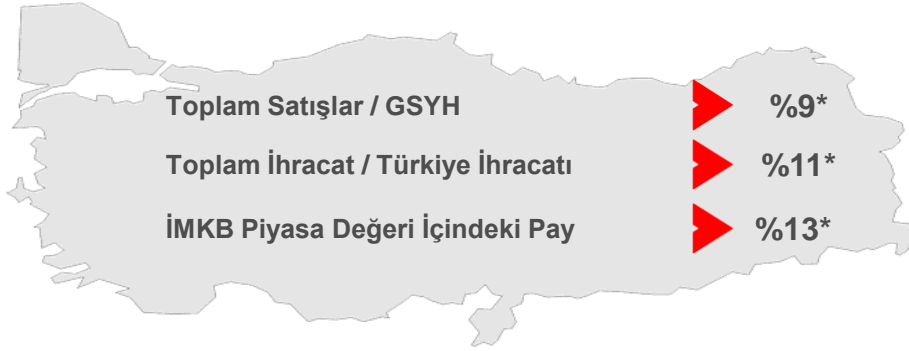 Toplam Satışlar / GSYH %9*
Toplam İhracat / Türkiye İhracatı %11*
İMKB Piyasa Değeri İçindeki Pay %13*